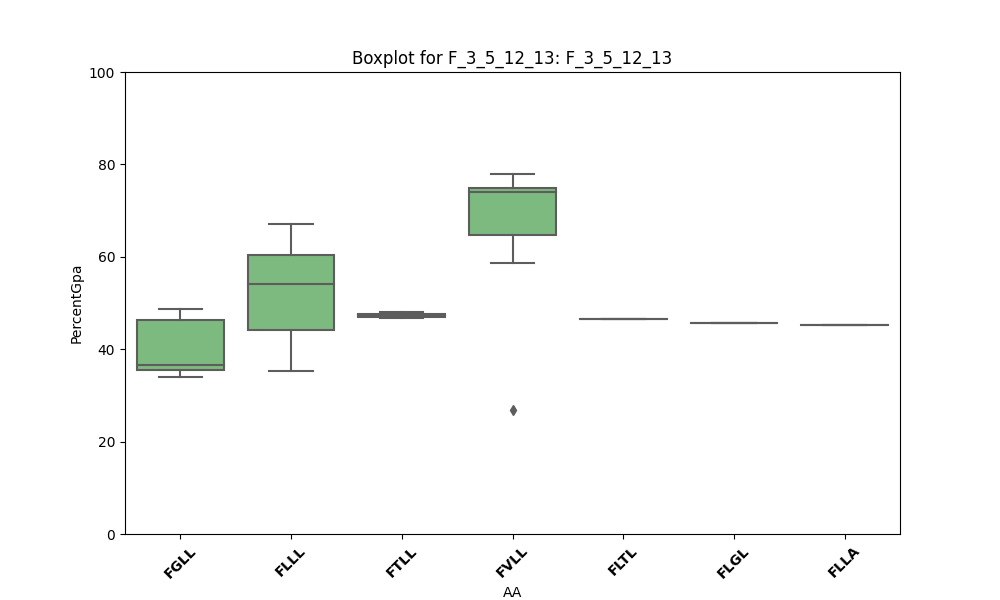 Boxplot for F_3_5_12_13: F_3_5_12_13
100
80
60
40
20
0
PercentGpa
FGLL FLLL FTLL FVLL FLTL FLGL FLLA
AA